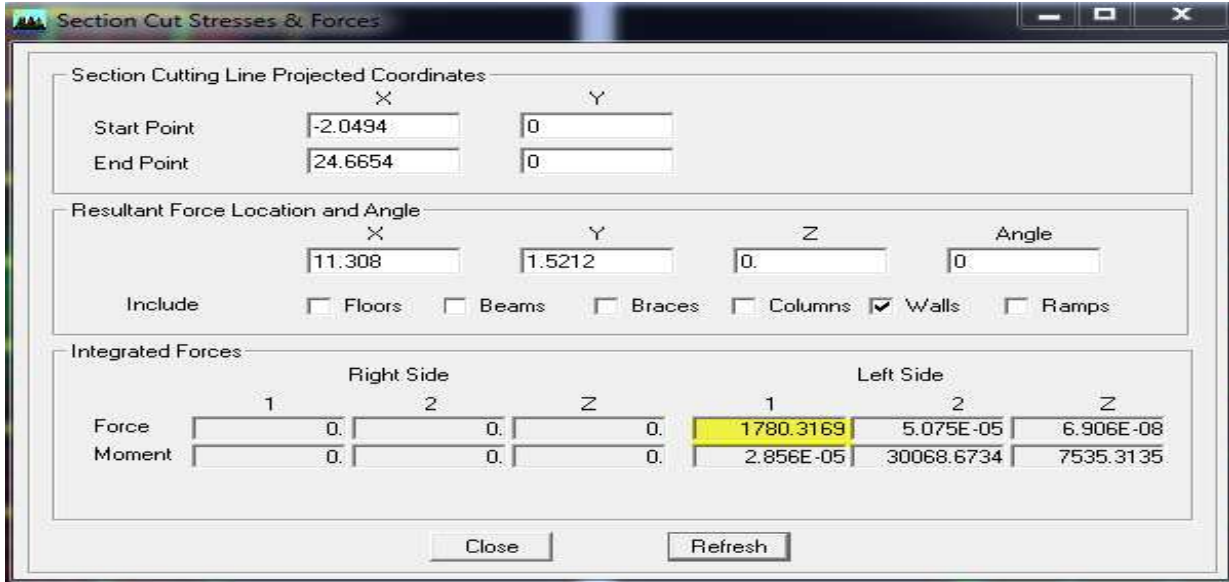 Section Cut Stresses & Forces
Section Cutting Line Projected Coordinates
X Y
Start Point -2.0494 0
End Point 24.6654 0
Resultant Force Location and Angle
X Y Z Angle
11.308 1.5212 0. 0
Include Floors Beams Braces Columns Walls Ramps
Integrated Forces
Right Side Left Side
1 2 Z 1 2 Z
Force 0. 0. 0. 1780.3169 5.075E-05 6.906E-08
Moment 0. 0. 0. 2.856E-05 30068.6734 7535.3135
Close Refresh